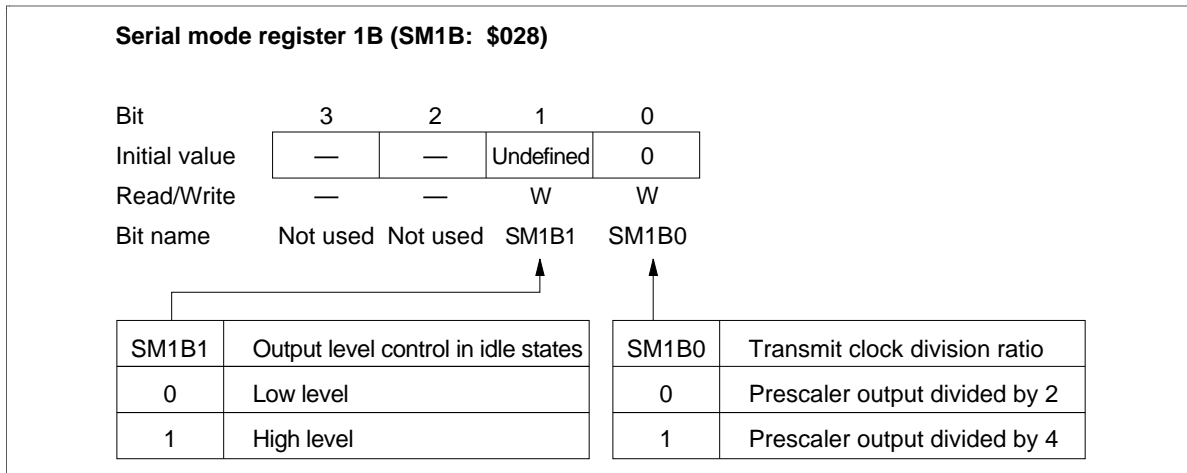 Serial mode register 1B (SM1B: $028)
Bit 3 2 1 0
Initial value — — Undefined 0
Read/Write — — W W
Bit name Not used Not used SM1B1 SM1B0
SM1B1 Output level control in idle states
0 Low level
1 High level
SM1B0 Transmit clock division ratio
0 Prescaler output divided by 2
1 Prescaler output divided by 4